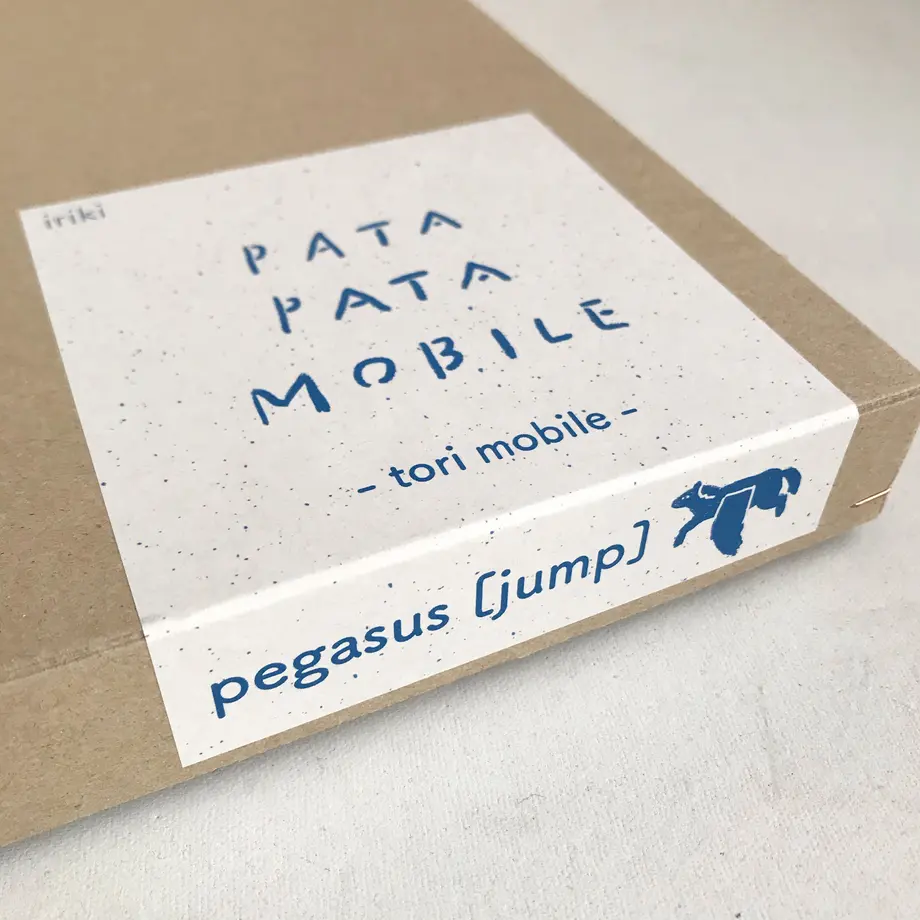 iriki
PATA
PATA
MOBILE
- tori mobile -
pegasus [jump]